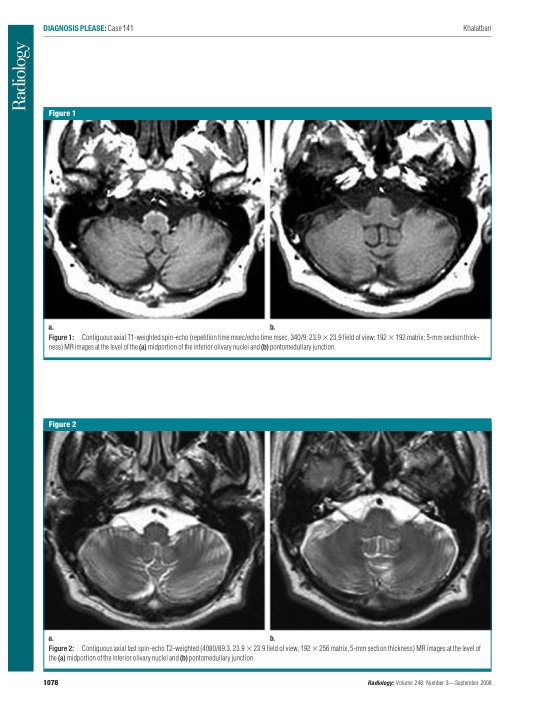 DIAGNOSIS PLEASE: Case 141
Khalatbari
Radiology
Figure 1
a.
b.
Figure 1: Contiguous axial T1-weighted spin-echo (repetition time msec/echo time msec, 340/9; 23.9 × 23.9 field of view; 192 × 192 matrix; 5-mm section thick-
ness) MR images at the level of the (a) midportion of the inferior olivary nuclei and (b) pontomedullary junction.
Figure 2
a.
b.
Figure 2: Contiguous axial fast spin-echo T2-weighted (4080/89.3, 23.9 × 23.9 field of view, 192 × 256 matrix, 5-mm section thickness) MR images at the level of
the (a) midportion of the inferior olivary nuclei and (b) pontomedullary junction.
1078
Radiology: Volume 248: Number 3—September 2008